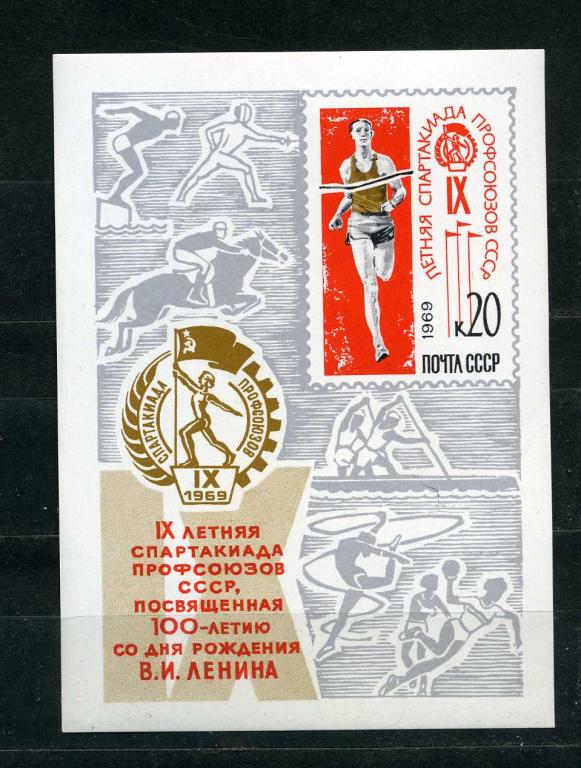 ЛЕТНЯЯ СПАРТАКИАДА ПРОФСОЮЗОВ СССР
IX
1969
к20
ПОЧТА СССР
СПАРТАКИАДА ПРОФСОЮЗОВ
IX
1969
IX ЛЕТНЯЯ
СПАРТАКИАДА
ПРОФСОЮЗОВ
СССР,
ПОСВЯЩЕННАЯ
100-ЛЕТИЮ
СО ДНЯ РОЖДЕНИЯ
В.И. ЛЕНИНА
IX